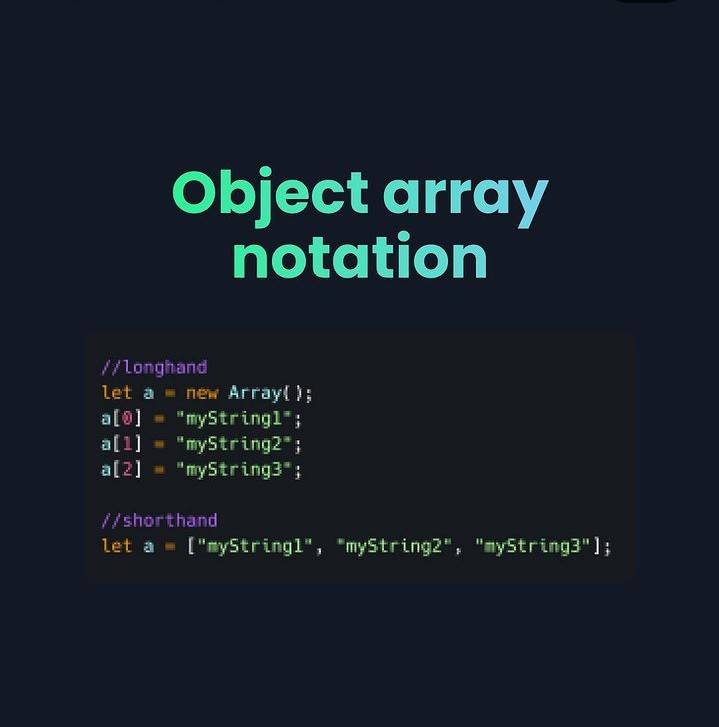 Object array
notation
//longhand
let a = new Array();
a[0] = "myString1";
a[1] = "myString2";
a[2] = "myString3";
//shorthand
let a = ["myString1", "myString2", "myString3"];